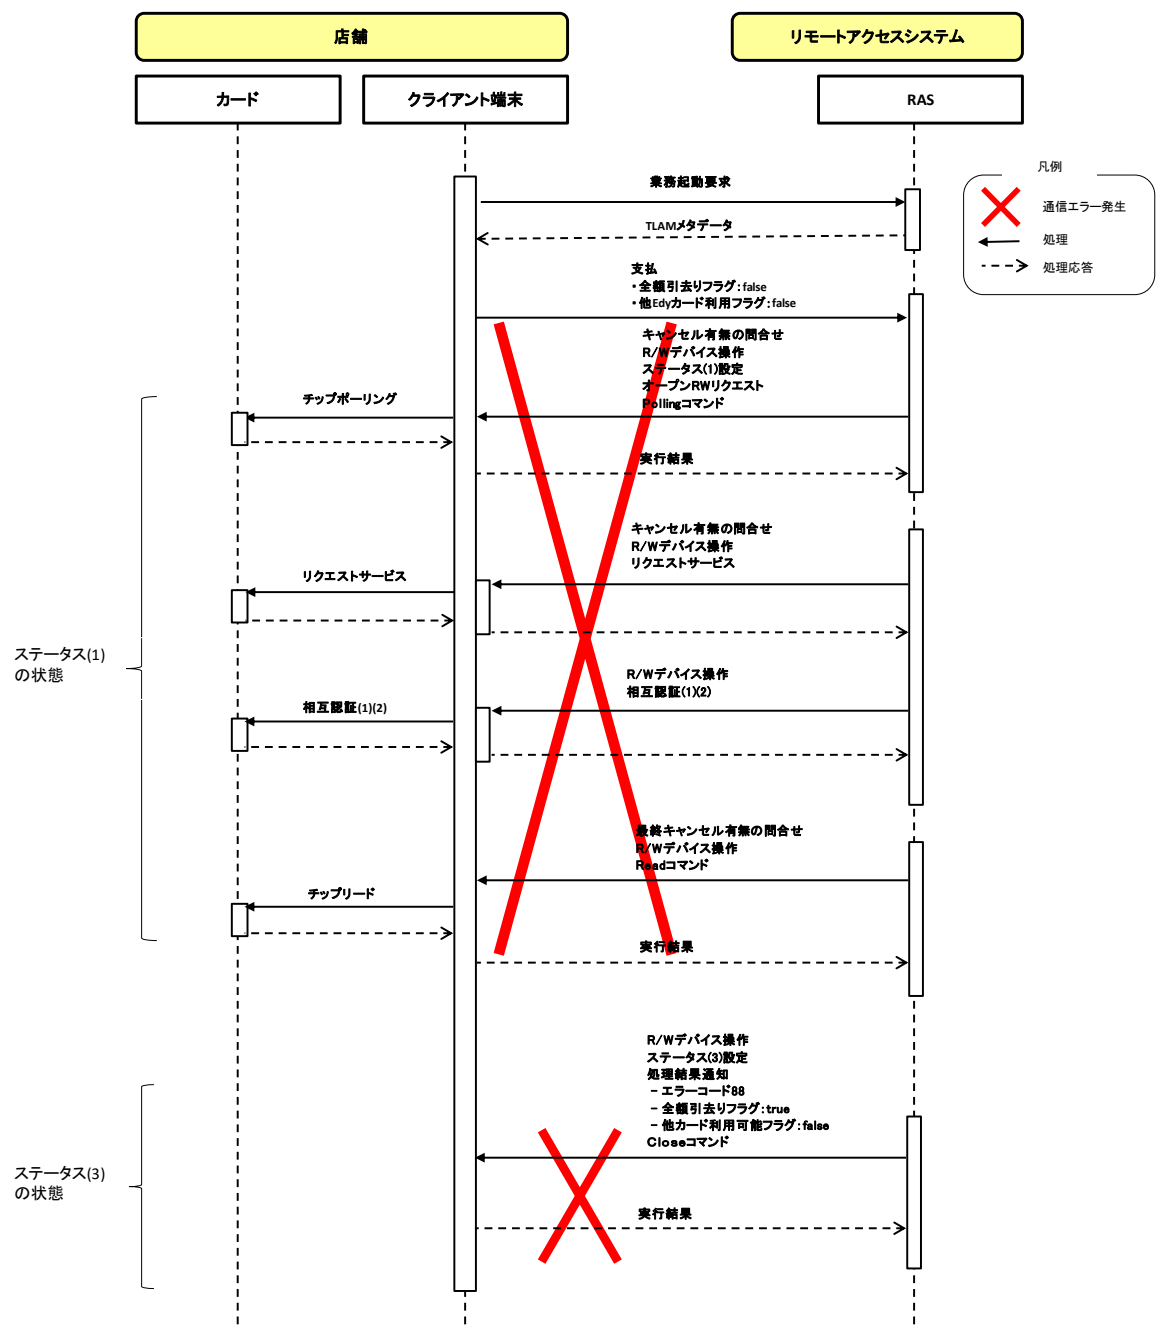 店舗
リモートアクセスシステム
カード
クライアント端末
RAS
凡例
通信エラー発生
処理
処理応答
業務起動要求
TLAMメタデータ
支払
・全額引去りフラグ：false
・他Edyカード利用フラグ：false
キャンセル有無の問合せ
R/Wデバイス操作
ステータス(1)設定
オープンRWリクエスト
Pollingコマンド
チップポーリング
実行結果
キャンセル有無の問合せ
R/Wデバイス操作
リクエストサービス
リクエストサービス
ステータス(1)
の状態
R/Wデバイス操作
相互認証(1)(2)
相互認証(1)(2)
最終キャンセル有無の問合せ
R/Wデバイス操作
Readコマンド
チップリード
実行結果
R/Wデバイス操作
ステータス(3)設定
処理結果通知
－ エラーコード88
－ 全額引去りフラグ：true
－ 他カード利用可能フラグ：false
Closeコマンド
ステータス(3)
の状態
実行結果